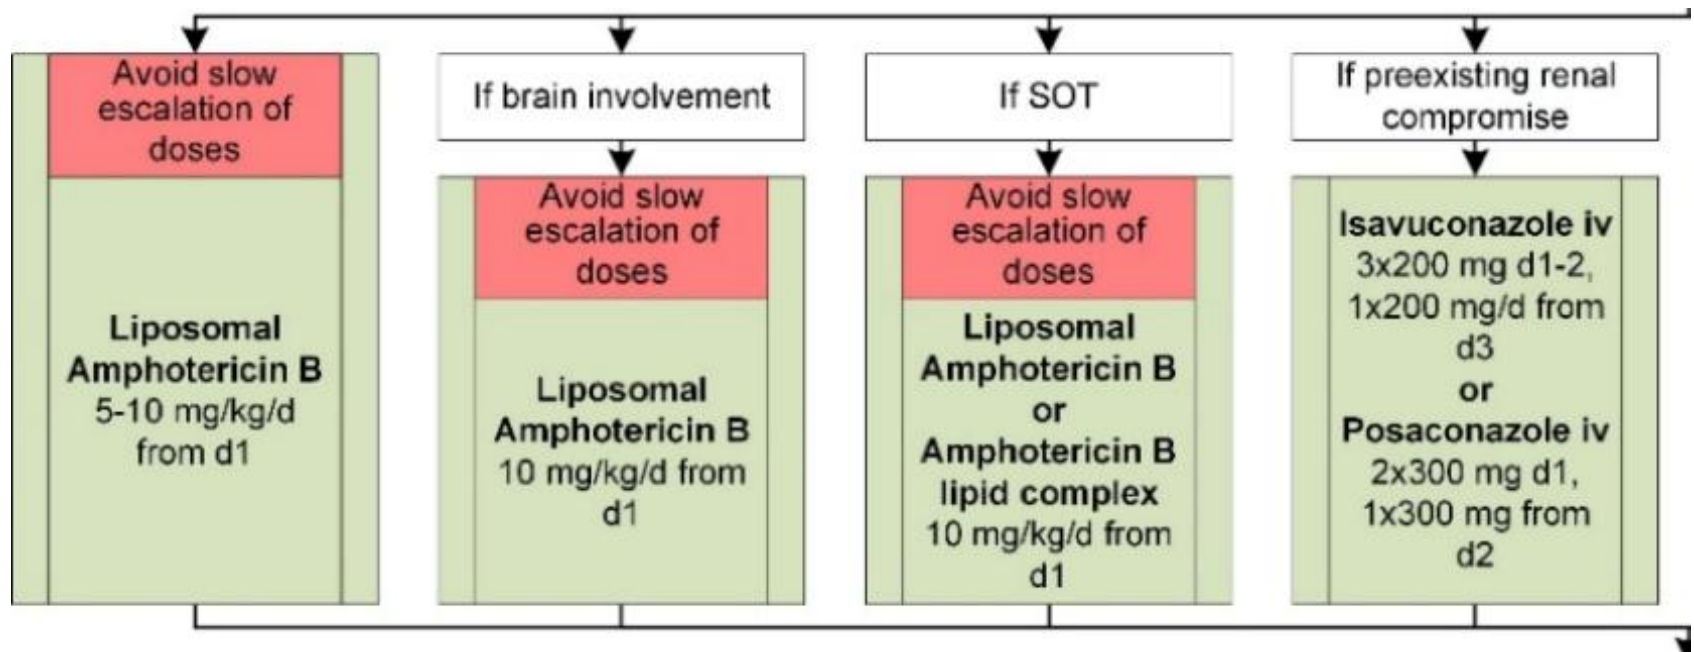 Avoid slow
escalation of
doses
Liposomal
Amphotericin B
5-10 mg/kg/d
from d1
If brain involvement
Avoid slow
escalation of
doses
Liposomal
Amphotericin B
10 mg/kg/d from
d1
If SOT
Avoid slow
escalation of
doses
Liposomal
Amphotericin B
or
Amphotericin B
lipid complex
10 mg/kg/d from
d1
If preexisting renal
compromise
Isavuconazole iv
3x200 mg d1-2,
1x200 mg/d from
d3
or
Posaconazole iv
2x300 mg d1,
1x300 mg from
d2